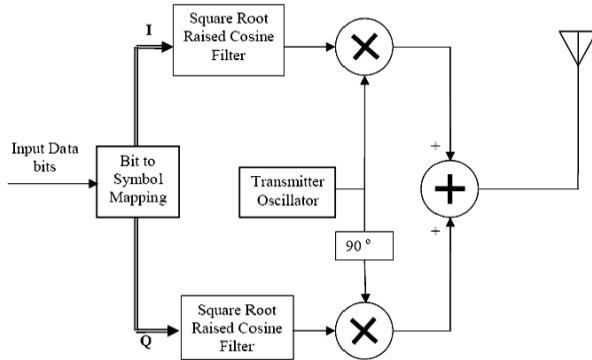 Square Root
Raised Cosine
Filter
I
Input Data
bits
Bit to
Symbol
Mapping
Transmitter
Oscillator
+
+
90 °
Q
Square Root
Raised Cosine
Filter